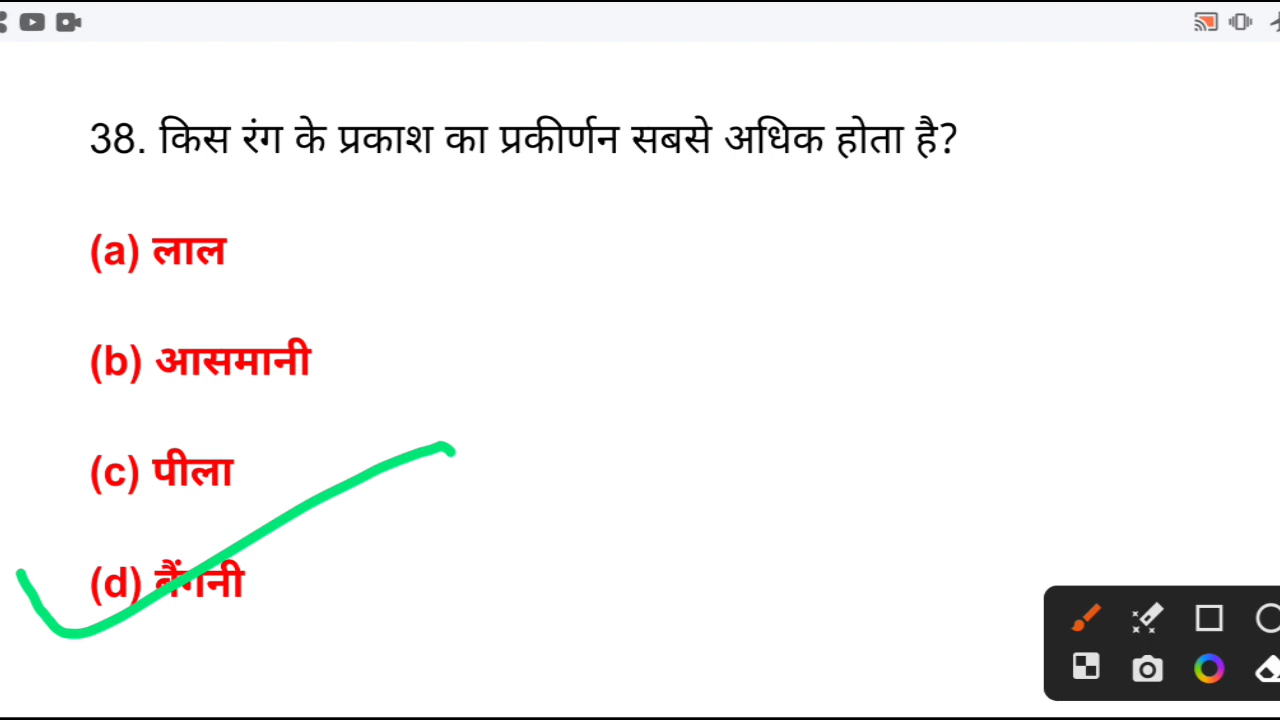 38. किस रंग के प्रकाश का प्रकीर्णन सबसे अधिक होता है?
(a) लाल
(b) आसमानी
(c) पीला
(d) बैंगनी